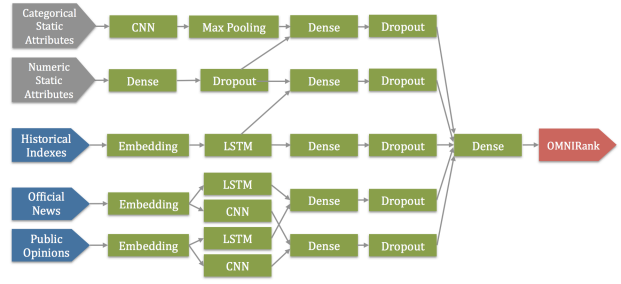 Categorical
Static
Attributes
CNN
Max Pooling
Dense
Dropout
Numeric
Static
Attributes
Dense
Dropout
Dense
Dropout
Historical
Indexes
Embedding
LSTM
Dense
Dropout
Dense
OMNIRank
Official
News
Embedding
LSTM
CNN
Dense
Dropout
Public
Opinions
Embedding
LSTM
CNN
Dense
Dropout